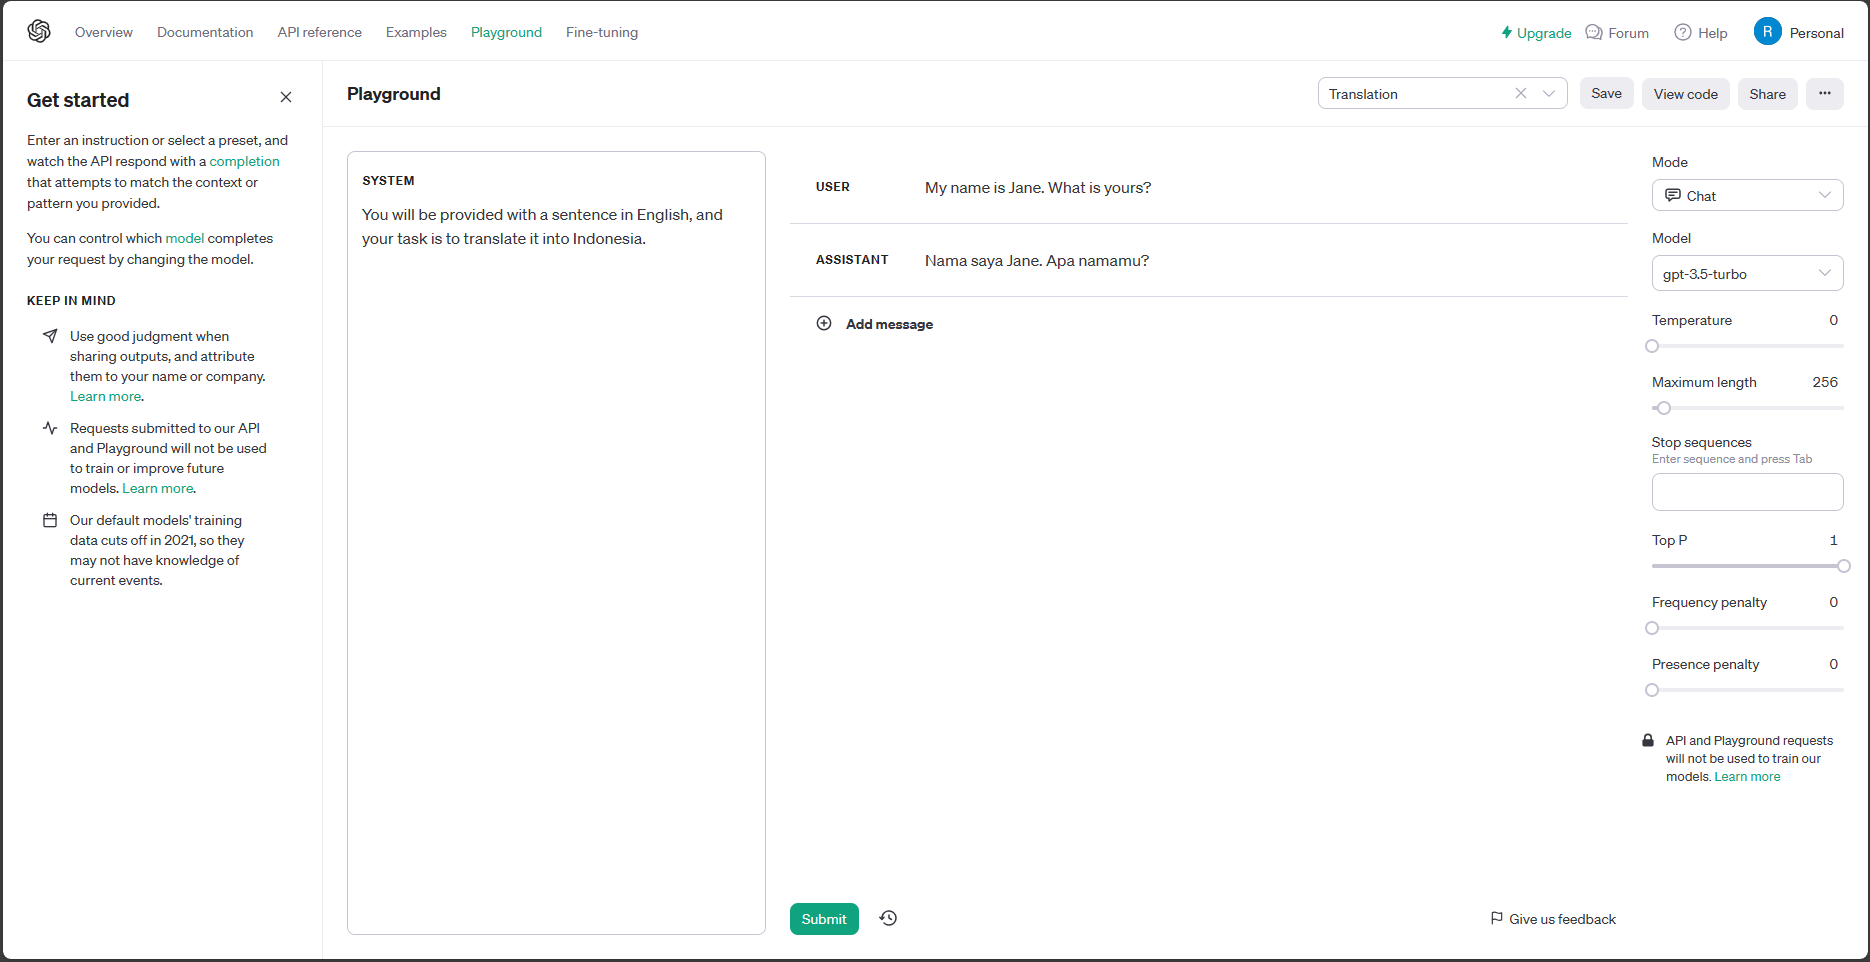 Overview Documentation API reference Examples Playground Fine-tuning Upgrade Forum Help R Personal
Get started
Enter an instruction or select a preset, and
watch the API respond with a completion
that attempts to match the context or
pattern you provided.
You can control which model completes
your request by changing the model.
KEEP IN MIND
Use good judgment when
sharing outputs, and attribute
them to your name or company.
Learn more.
Requests submitted to our API
and Playground will not be used
to train or improve future
models. Learn more.
Our default models' training
data cuts off in 2021, so they
may not have knowledge of
current events.
Playground
Translation
Save
View code
Share
SYSTEM
You will be provided with a sentence in English, and
your task is to translate it into Indonesia.
USER My name is Jane. What is yours?
ASSISTANT Nama saya Jane. Apa namamu?
Add message
Submit
Give us feedback
Mode
Chat
Model
gpt-3.5-turbo
Temperature 0
Maximum length 256
Stop sequences
Enter sequence and press Tab
Top P 1
Frequency penalty 0
Presence penalty 0
API and Playground requests
will not be used to train our
models. Learn more